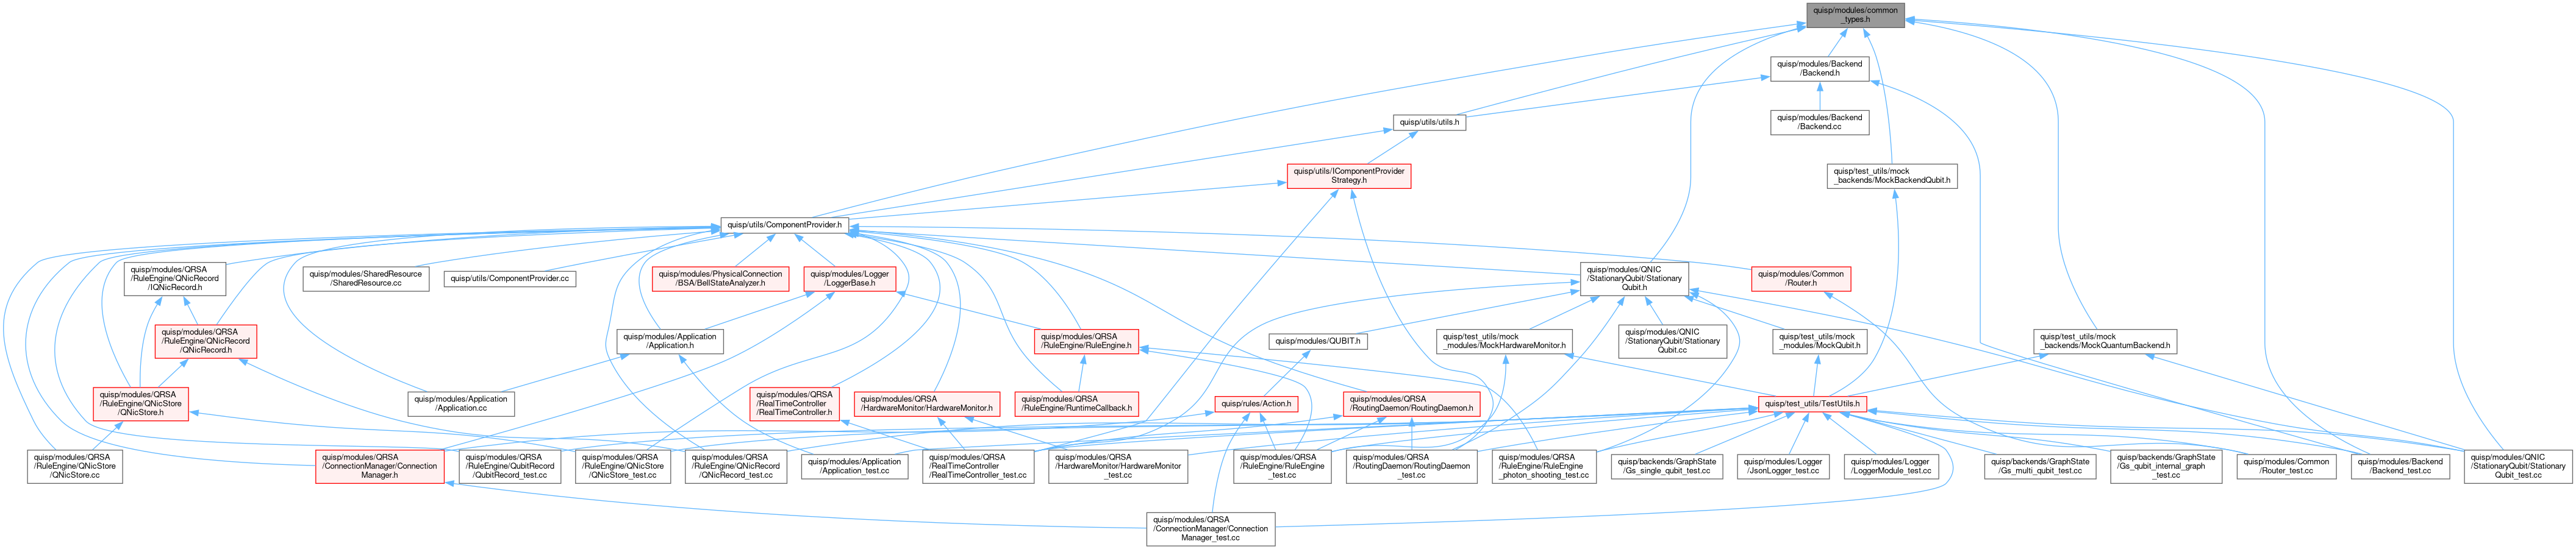 quisp/modules/common
_types.h
quisp/modules/Backend
/Backend.h
quisp/utils/utils.h
quisp/modules/Backend
/Backend.cc
quisp/utils/IComponentProvider
Strategy.h
quisp/test_utils/mock
_backends/MockBackendQubit.h
quisp/utils/ComponentProvider.h
quisp/modules/QRSA
/RuleEngine/QNicRecord
/IQNicRecord.h
quisp/modules/SharedResource
/SharedResource.cc
quisp/utils/ComponentProvider.cc
quisp/modules/PhysicalConnection
/BSA/BellStateAnalyzer.h
quisp/modules/Logger
/LoggerBase.h
quisp/modules/QNIC
/StationaryQubit/Stationary
Qubit.h
quisp/modules/Common
/Router.h
quisp/modules/QRSA
/RuleEngine/QNicRecord
/QNicRecord.h
quisp/modules/Application
/Application.h
quisp/modules/QRSA
/RuleEngine/RuleEngine.h
quisp/modules/QUBIT.h
quisp/test_utils/mock
_modules/MockHardwareMonitor.h
quisp/modules/QNIC
/StationaryQubit/Stationary
Qubit.cc
quisp/test_utils/mock
_modules/MockQubit.h
quisp/test_utils/mock
_backends/MockQuantumBackend.h
quisp/modules/QRSA
/RuleEngine/QNicStore
/QNicStore.h
quisp/modules/Application
/Application.cc
quisp/modules/QRSA
/RealTimeController
/RealTimeController.h
quisp/modules/QRSA
/HardwareMonitor/HardwareMonitor.h
quisp/modules/QRSA
/RuleEngine/RuntimeCallback.h
quisp/rules/Action.h
quisp/modules/QRSA
/RoutingDaemon/RoutingDaemon.h
quisp/test_utils/TestUtils.h
quisp/modules/QRSA
/RuleEngine/QNicStore
/QNicStore.cc
quisp/modules/QRSA
/ConnectionManager/Connection
Manager.h
quisp/modules/QRSA
/RuleEngine/QubitRecord
/QubitRecord_test.cc
quisp/modules/QRSA
/RuleEngine/QNicStore
/QNicStore_test.cc
quisp/modules/QRSA
/RuleEngine/QNicRecord
/QNicRecord_test.cc
quisp/modules/Application
/Application_test.cc
quisp/modules/QRSA
/RealTimeController
/RealTimeController_test.cc
quisp/modules/QRSA
/HardwareMonitor/HardwareMonitor
_test.cc
quisp/modules/QRSA
/RuleEngine/RuleEngine
_test.cc
quisp/modules/QRSA
/RoutingDaemon/RoutingDaemon
_test.cc
quisp/modules/QRSA
/RuleEngine/RuleEngine
_photon_shooting_test.cc
quisp/backends/GraphState
/Gs_single_qubit_test.cc
quisp/modules/Logger
/JsonLogger_test.cc
quisp/modules/Logger
/LoggerModule_test.cc
quisp/backends/GraphState
/Gs_multi_qubit_test.cc
quisp/backends/GraphState
/Gs_qubit_internal_graph
_test.cc
quisp/modules/Common
/Router_test.cc
quisp/modules/Backend
/Backend_test.cc
quisp/modules/QNIC
/StationaryQubit/Stationary
Qubit_test.cc
quisp/modules/QRSA
/ConnectionManager/Connection
Manager_test.cc